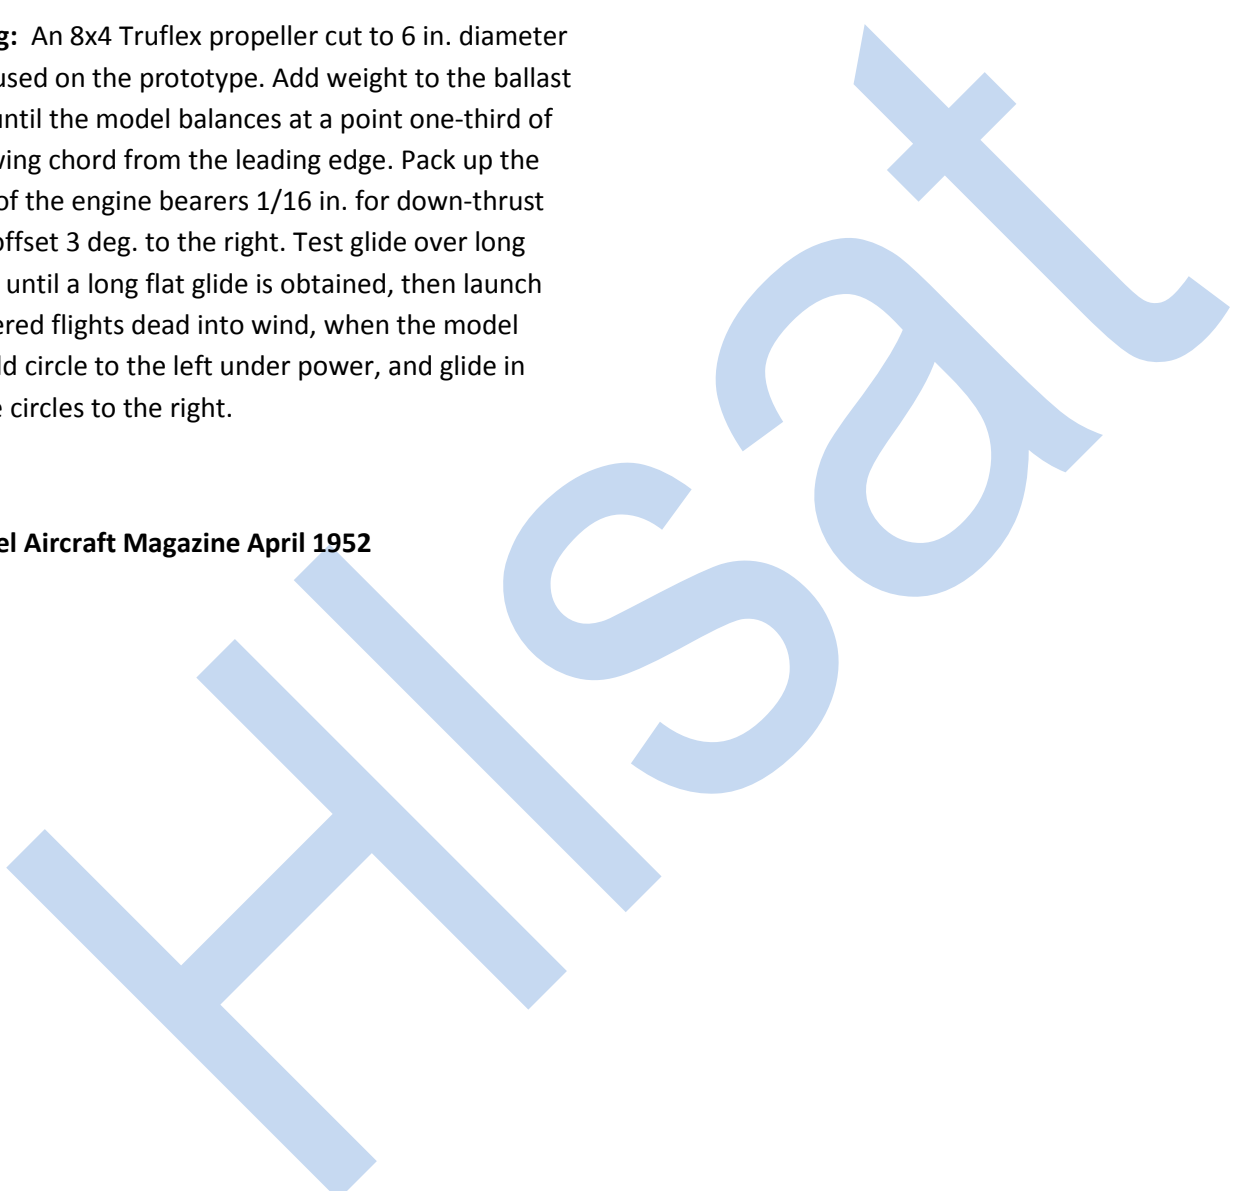 g: An 8x4 Truflex propeller cut to 6 in. diameter
used on the prototype. Add weight to the ballast
until the model balances at a point one-third of
ving chord from the leading edge. Pack up the
of the engine bearers 1/16 in. for down-thrust
offset 3 deg. to the right. Test glide over long
until a long flat glide is obtained, then launch
ered flights dead into wind, when the model
ld circle to the left under power, and glide in
e circles to the right.
el Aircraft Magazine April 1952
Hlsat